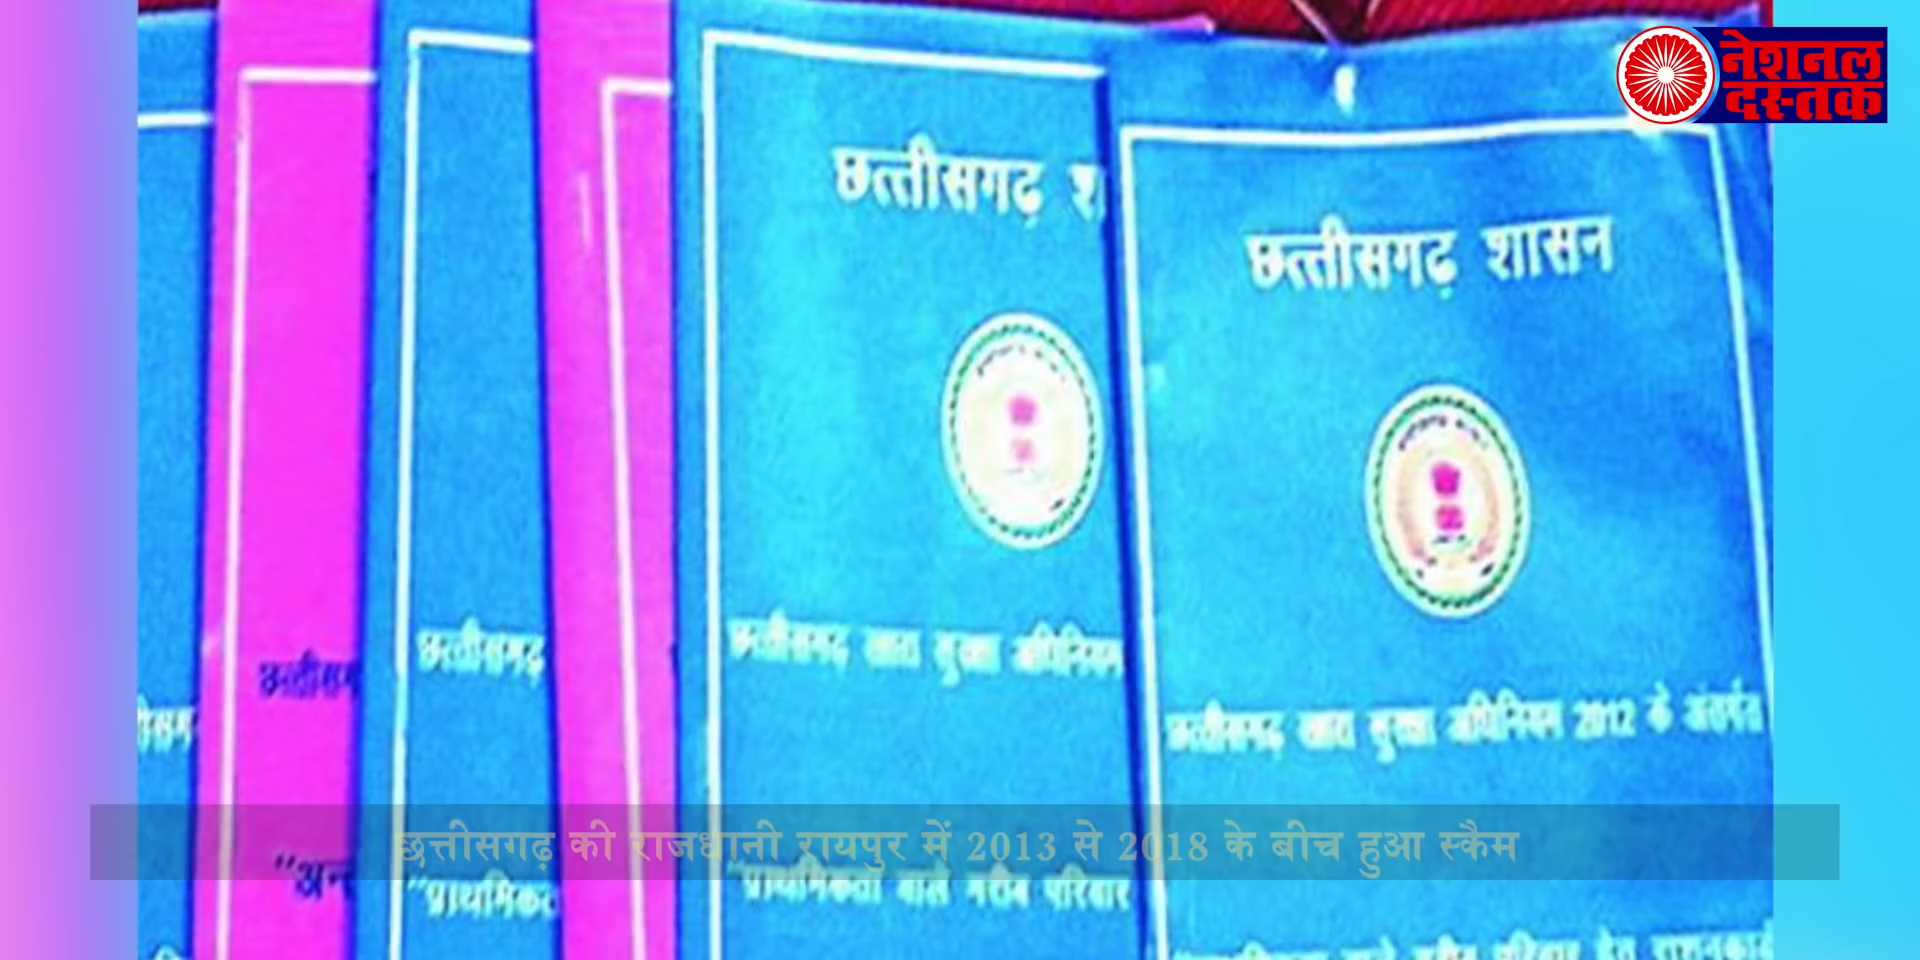 नेशनल
दस्तक
छत्तीसगढ़
छत्तीसगढ़ शासन
छत्तीसगढ़ खाद्य सुरक्षा अधिनियम
छत्तीसगढ़ खाद्य सुरक्षा अधिनियम 2012 के अंतर्गत
छत्तीसगढ़
छत्तीसगढ़ की राजधानी रायपुर में 2013 से 2018 के बीच हुआ स्कैम
"प्राथमिकता वाले गरीब परिवार